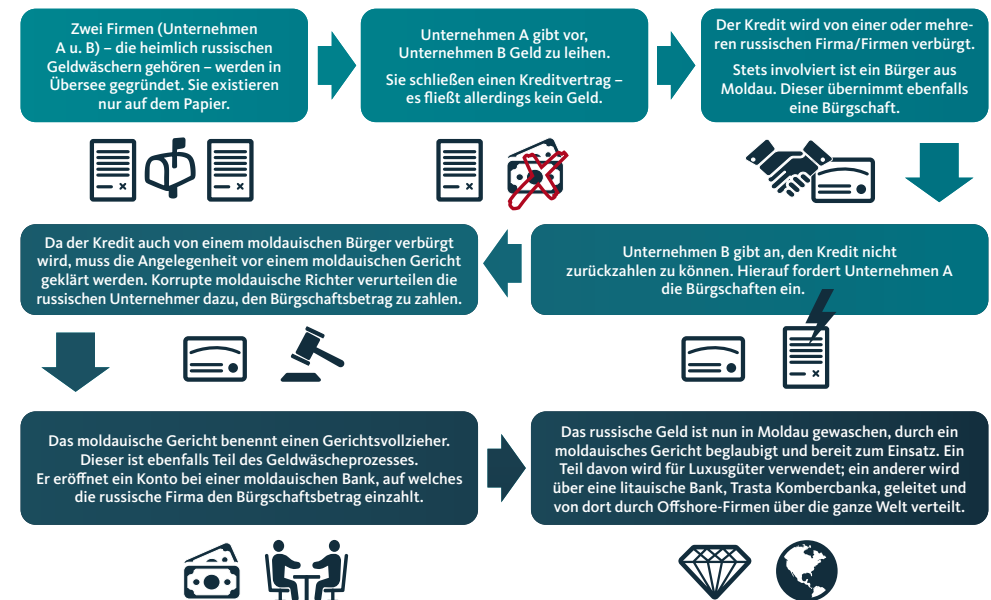 Zwei Firmen (Unternehmen
A u. B) – die heimlich russischen
Geldwäschern gehören – werden in
Übersee gegründet. Sie existieren
nur auf dem Papier.
Unternehmen A gibt vor,
Unternehmen B Geld zu leihen.
Sie schließen einen Kreditvertrag –
es fließt allerdings kein Geld.
Der Kredit wird von einer oder mehre-
ren russischen Firma/Firmen verbürgt.
Stets involviert ist ein Bürger aus
Moldau. Dieser übernimmt ebenfalls
eine Bürgschaft.
Unternehmen B gibt an, den Kredit nicht
zurückzahlen zu können. Hierauf fordert Unternehmen A
die Bürgschaften ein.
Da der Kredit auch von einem moldauischen Bürger verbürgt
wird, muss die Angelegenheit vor einem moldauischen Gericht
geklärt werden. Korrupte moldauische Richter verurteilen die
russischen Unternehmer dazu, den Bürgschaftsbetrag zu zahlen.
Das moldauische Gericht benennt einen Gerichtsvollzieher.
Dieser ist ebenfalls Teil des Geldwäscheprozesses.
Er eröffnet ein Konto bei einer moldauischen Bank, auf welches
die russische Firma den Bürgschaftsbetrag einzahlt.
Das russische Geld ist nun in Moldau gewaschen, durch ein
moldauisches Gericht beglaubigt und bereit zum Einsatz. Ein
Teil davon wird für Luxusgüter verwendet; ein anderer wird
über eine litauische Bank, Trasta Kombercbanka, geleitet und
von dort durch Offshore-Firmen über die ganze Welt verteilt.